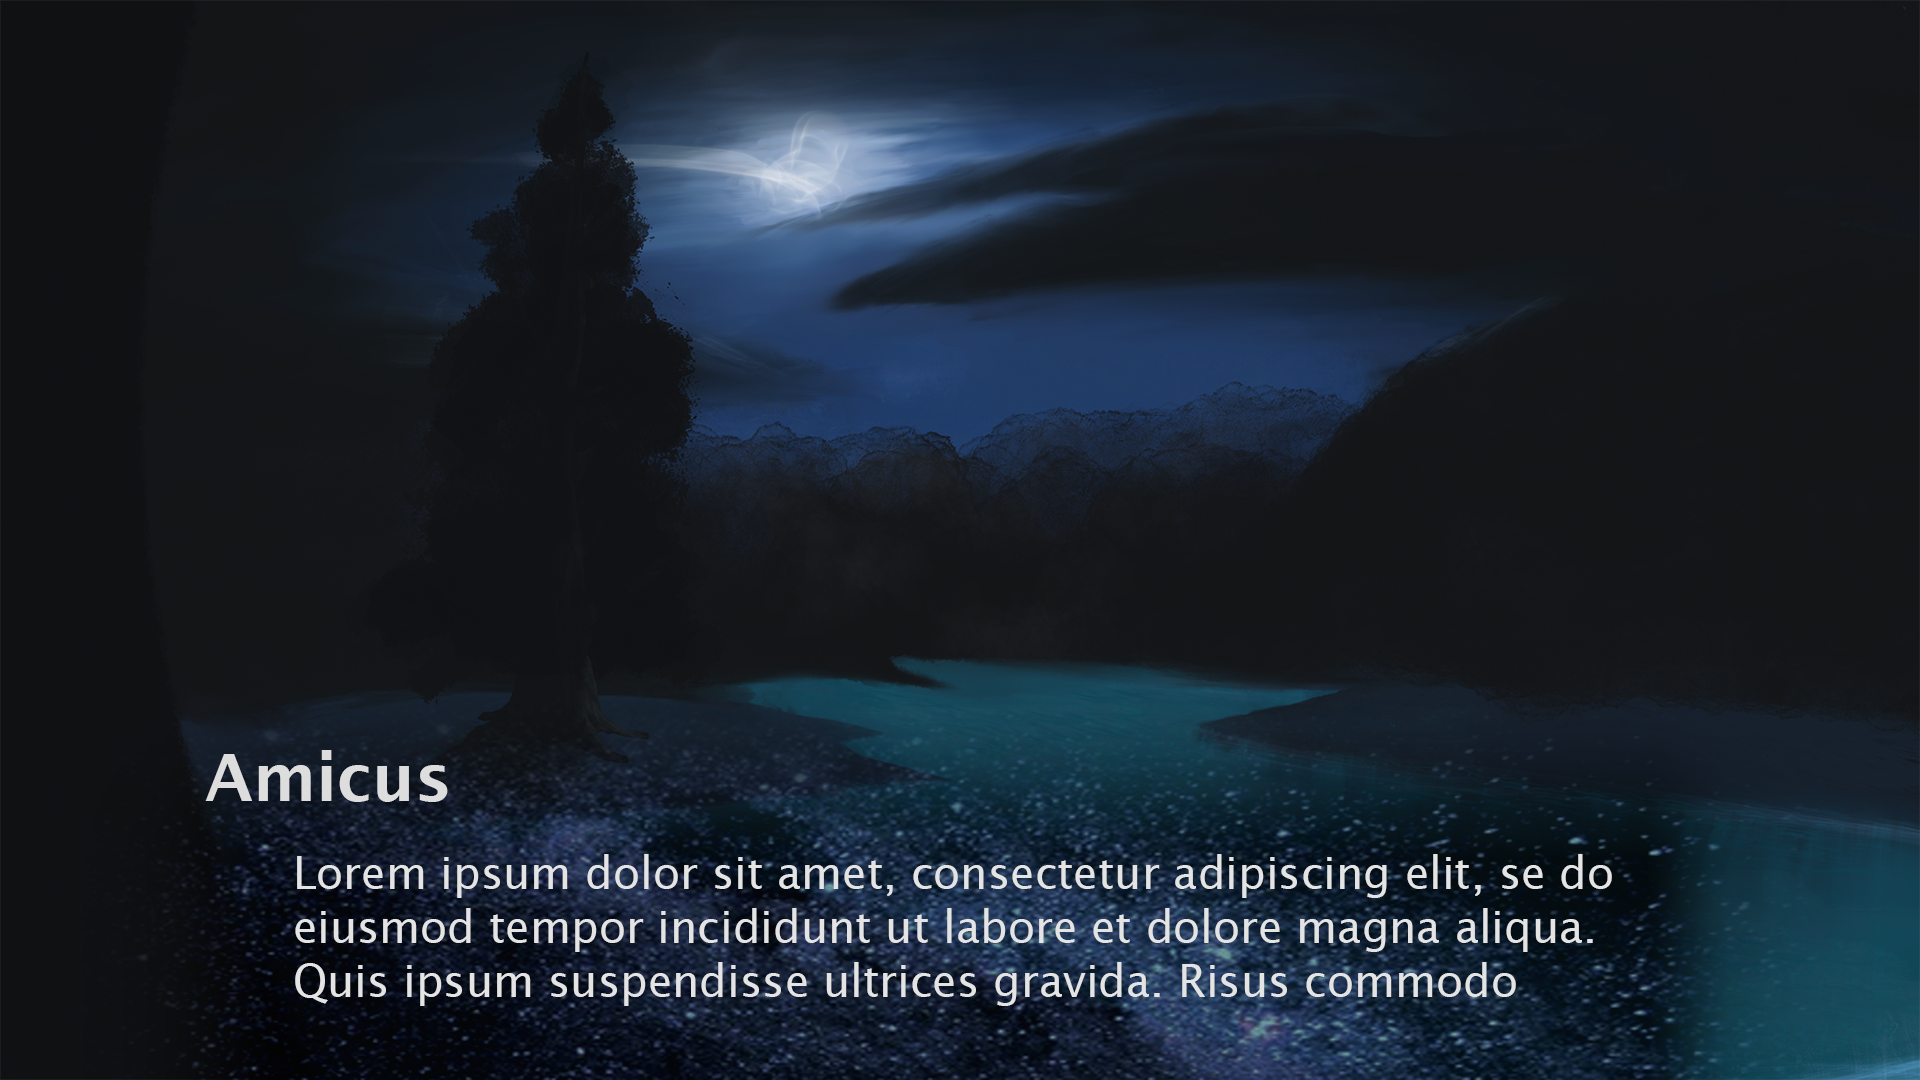 Amicus
Lorem ipsum dolor sit amet, consectetur adipiscing elit, se do
eiusmod tempor incididunt ut labore et dolore magna aliqua.
Quis ipsum suspendisse ultrices gravida. Risus commodo